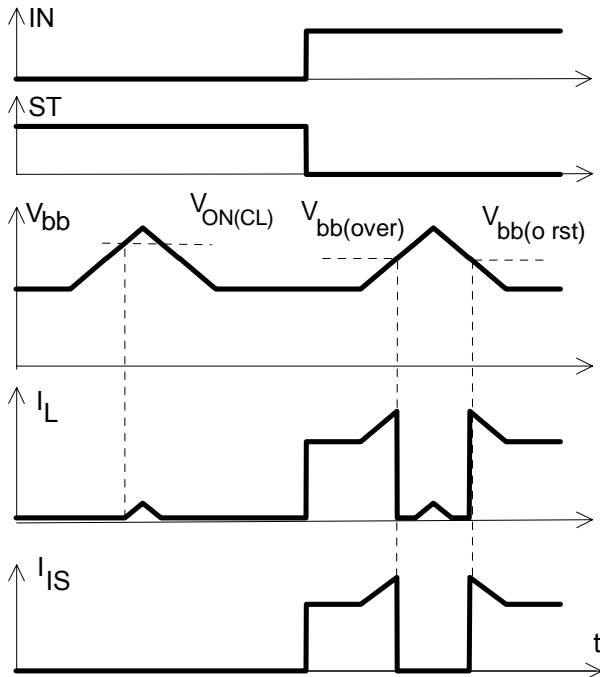 IN
ST
Vbb
VON(CL)
Vbb(over)
Vbb(o rst)
IL
IIS
t